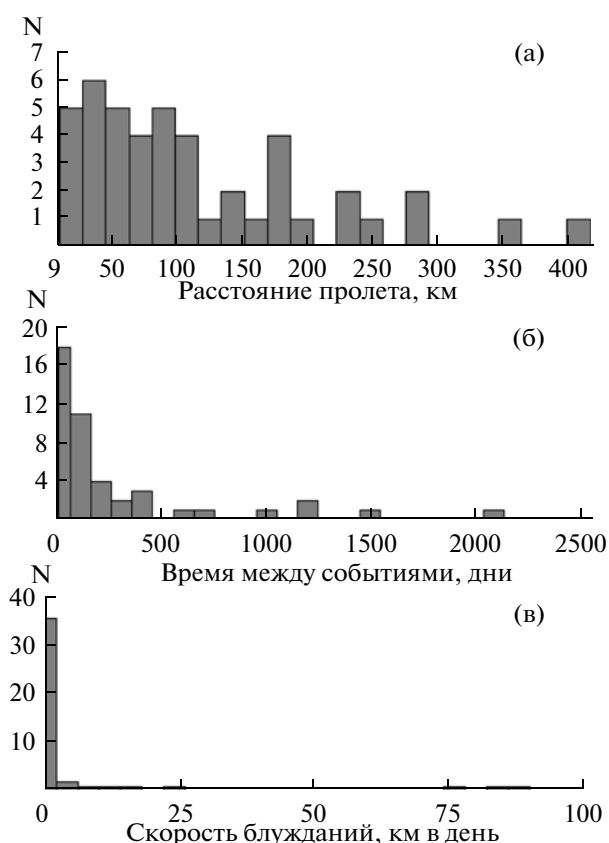 N
(а)
7
6
5
4
3
2
1
9 50 100 150 200 250 300 350 400
Расстояние пролета, км
N
(б)
20
16
12
8
4
0 500 1000 1500 2000 2500
Время между событиями, дни
N
(в)
40
30
20
10
0 25 50 75 100
Скорость блужданий, км в день